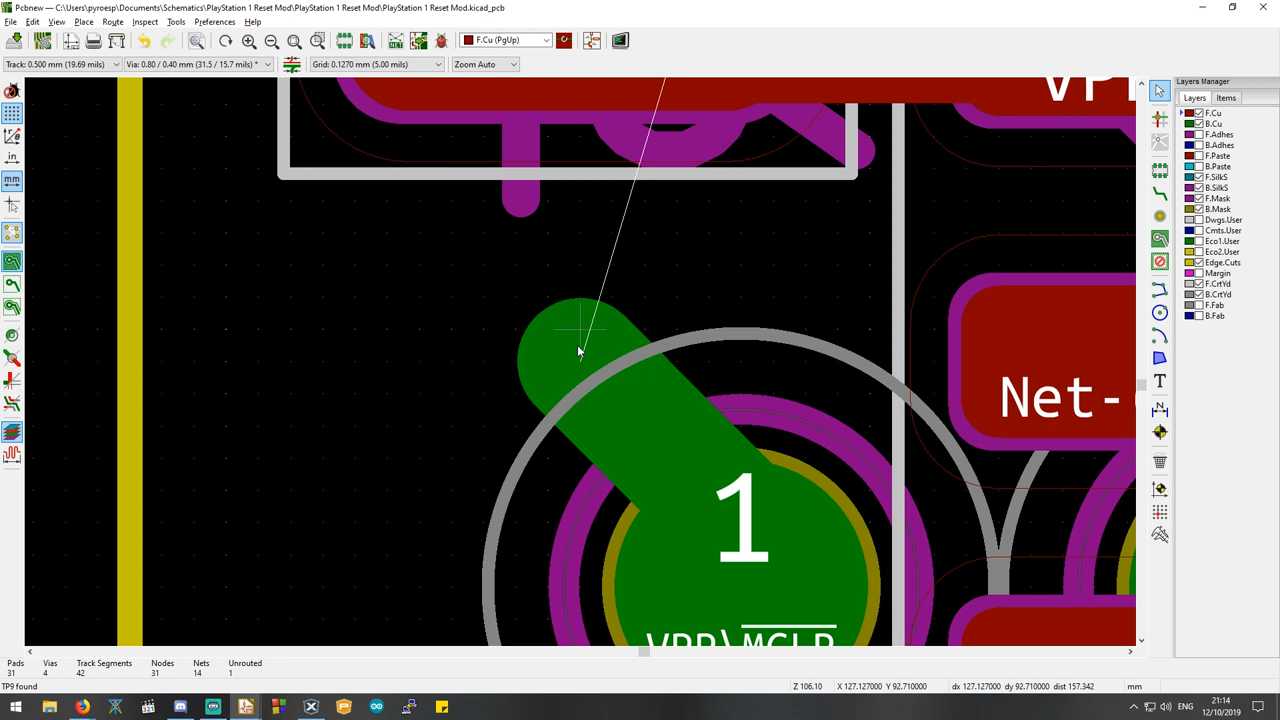 Pcbnew — C:\Users\pyroesp\Documents\Schematics\PlayStation 1 Reset Mod\PlayStation 1 Reset Mod\PlayStation 1 Reset Mod.kicad_pcb
File Edit View Place Route Inspect Tools Preferences Help
F.Cu (PgUp)
Track: 0.500 mm (19.69 mils) Via: 0.80 / 0.40 mm (31.5 / 15.7 mils) * Grid: 0.1270 mm (5.00 mils) Zoom Auto
Layers Manager
Layers Items
F.Cu
B.Cu
F.Adhes
B.Adhes
F.Paste
B.Paste
F.SilkS
B.SilkS
F.Mask
B.Mask
Dwgs.User
Cmts.User
Eco1.User
Eco2.User
Edge.Cuts
Margin
F.CrtYd
B.CrtYd
F.Fab
B.Fab
in
mm
Net-
1
Pads Vias Track Segments Nodes Nets Unrouted
31 4 42 31 14 1
TP9 found Z 106.10 X 127.127000 Y 92.710000 dx 127.127000 dy 92.710000 dist 157.342 mm
ENG 21:14
12/10/2019